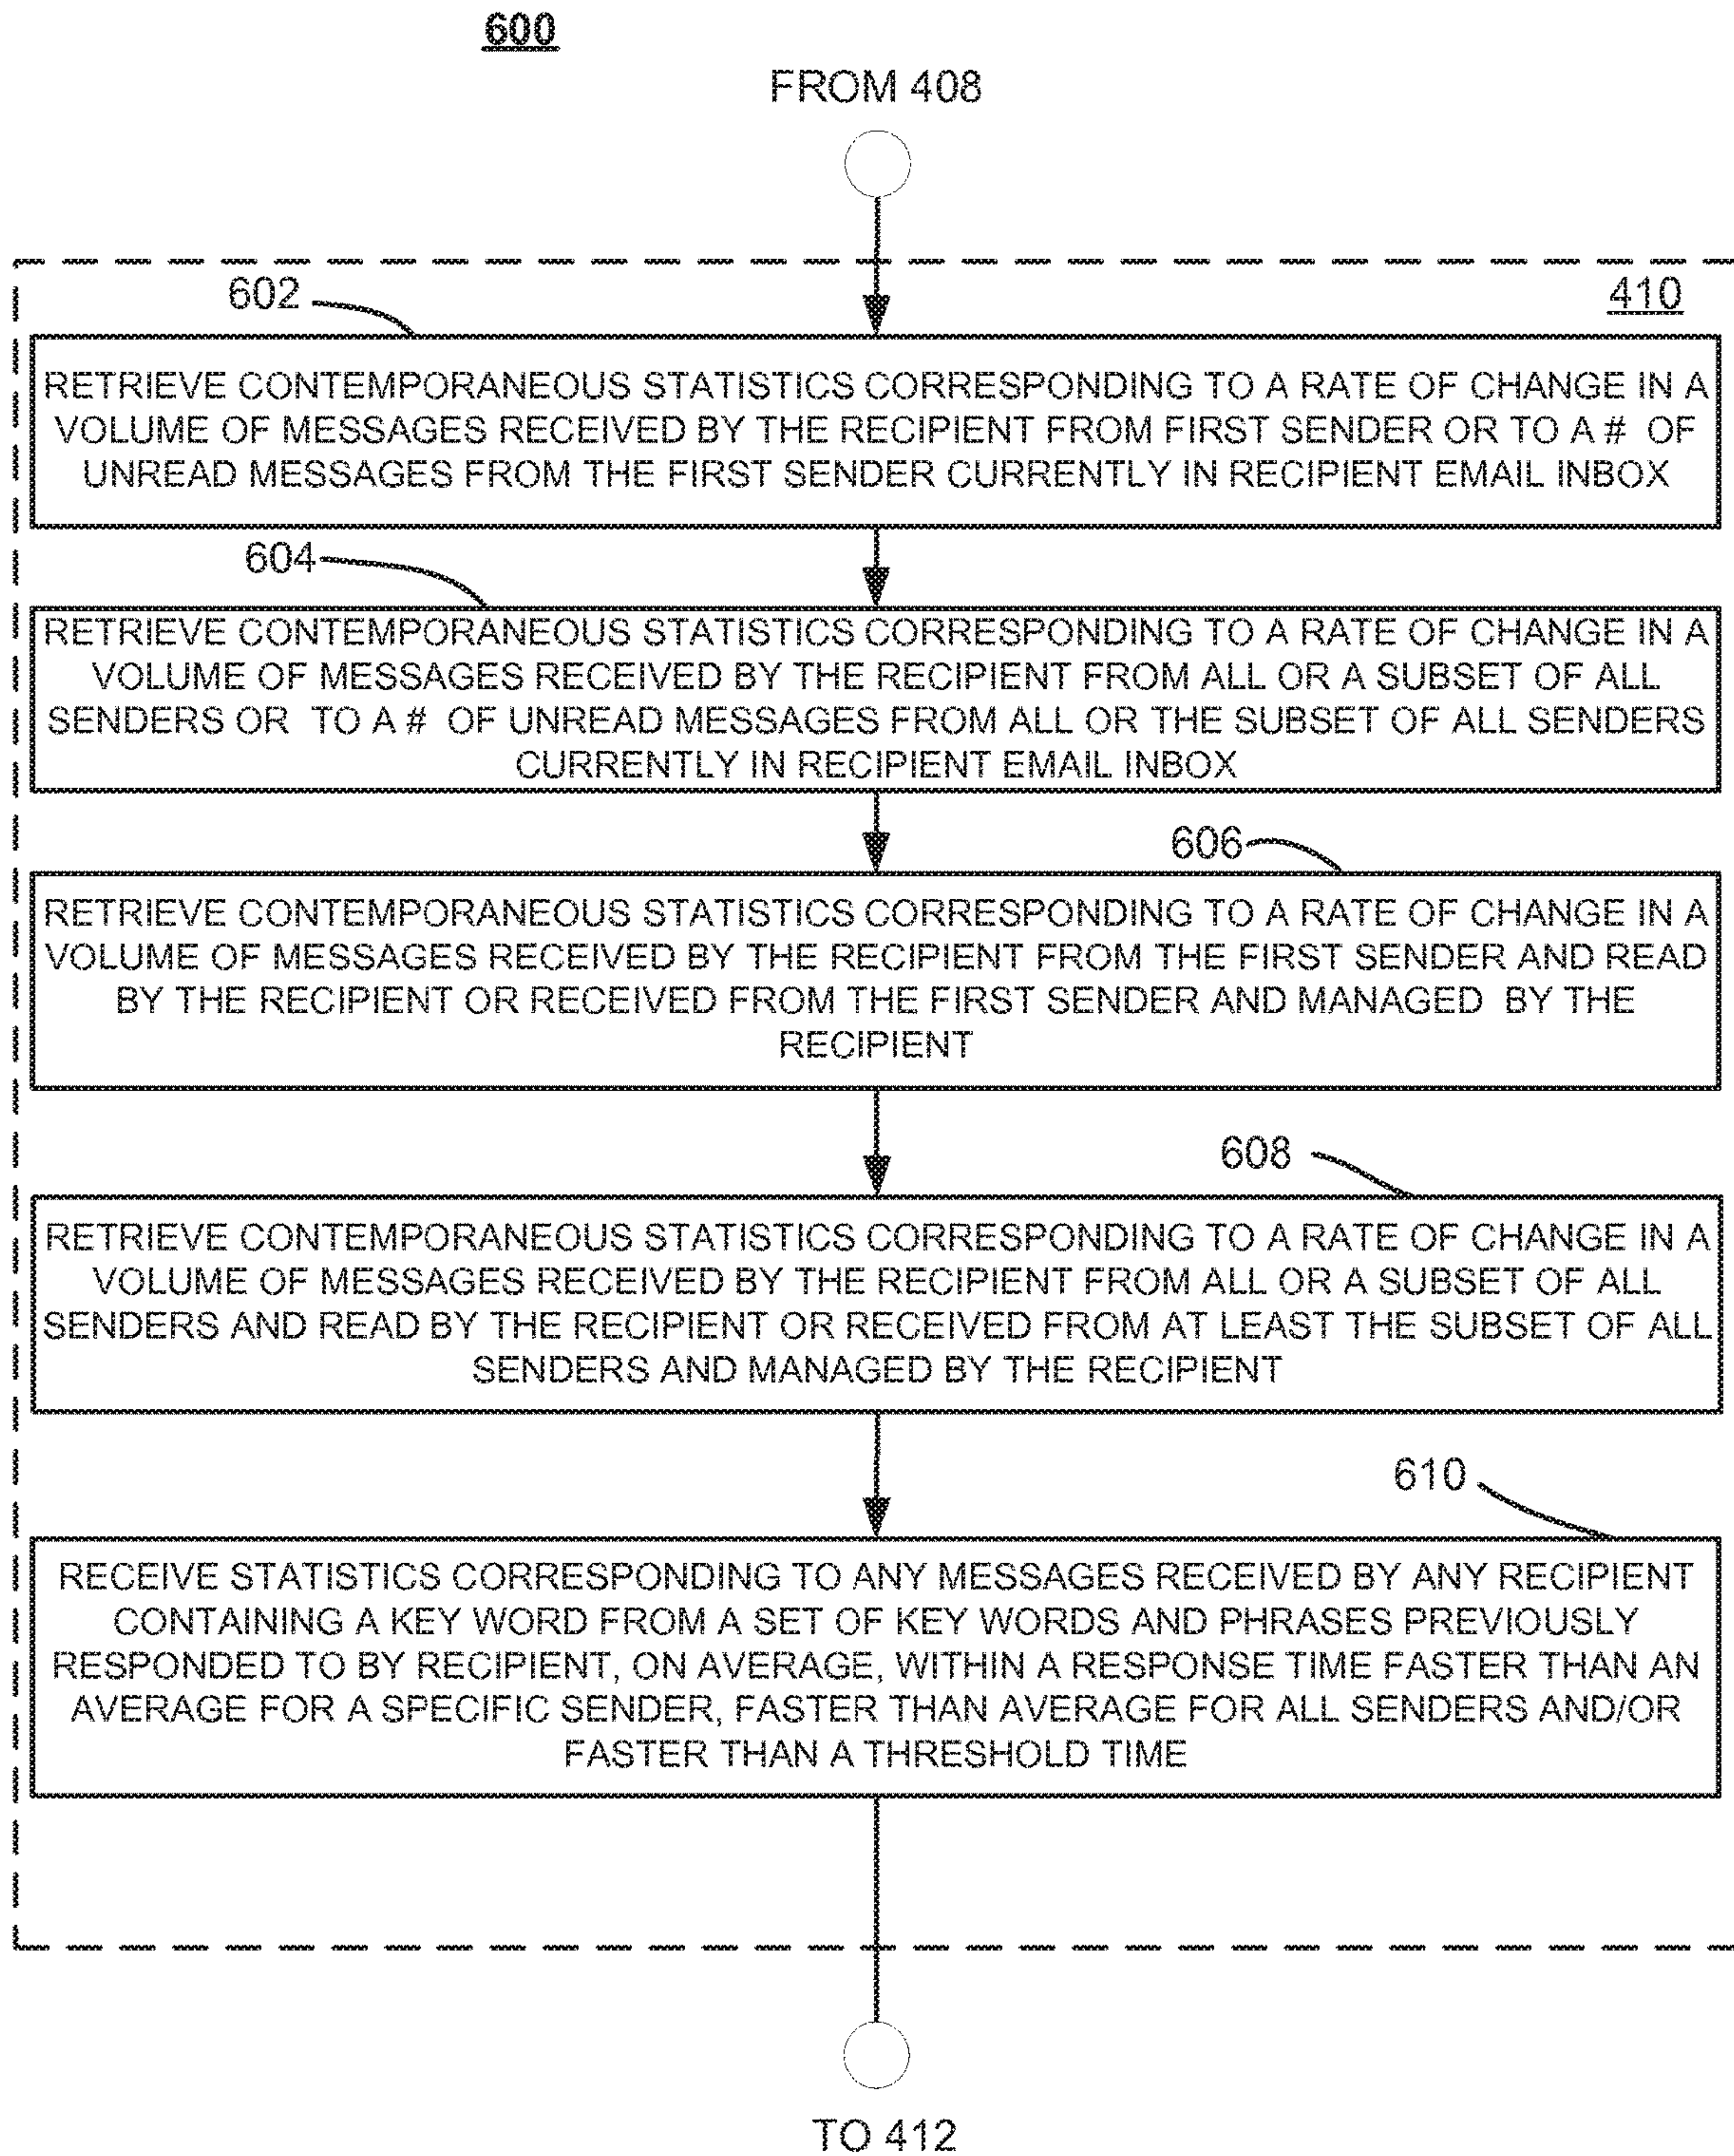 600
FROM 408
410
602
RETRIEVE CONTEMPORANEOUS STATISTICS CORRESPONDING TO A RATE OF CHANGE IN A
VOLUME OF MESSAGES RECEIVED BY THE RECIPIENT FROM FIRST SENDER OR TO A # OF
UNREAD MESSAGES FROM THE FIRST SENDER CURRENTLY IN RECIPIENT EMAIL INBOX
604
RETRIEVE CONTEMPORANEOUS STATISTICS CORRESPONDING TO A RATE OF CHANGE IN A
VOLUME OF MESSAGES RECEIVED BY THE RECIPIENT FROM ALL OR A SUBSET OF ALL
SENDERS OR TO A # OF UNREAD MESSAGES FROM ALL OR THE SUBSET OF ALL SENDERS
CURRENTLY IN RECIPIENT EMAIL INBOX
606
RETRIEVE CONTEMPORANEOUS STATISTICS CORRESPONDING TO A RATE OF CHANGE IN A
VOLUME OF MESSAGES RECEIVED BY THE RECIPIENT FROM THE FIRST SENDER AND READ
BY THE RECIPIENT OR RECEIVED FROM THE FIRST SENDER AND MANAGED BY THE
RECIPIENT
608
RETRIEVE CONTEMPORANEOUS STATISTICS CORRESPONDING TO A RATE OF CHANGE IN A
VOLUME OF MESSAGES RECEIVED BY THE RECIPIENT FROM ALL OR A SUBSET OF ALL
SENDERS AND READ BY THE RECIPIENT OR RECEIVED FROM AT LEAST THE SUBSET OF ALL
SENDERS AND MANAGED BY THE RECIPIENT
610
RECEIVE STATISTICS CORRESPONDING TO ANY MESSAGES RECEIVED BY ANY RECIPIENT
CONTAINING A KEY WORD FROM A SET OF KEY WORDS AND PHRASES PREVIOUSLY
RESPONDED TO BY RECIPIENT, ON AVERAGE, WITHIN A RESPONSE TIME FASTER THAN AN
AVERAGE FOR A SPECIFIC SENDER, FASTER THAN AVERAGE FOR ALL SENDERS AND/OR
FASTER THAN A THRESHOLD TIME
TO 412